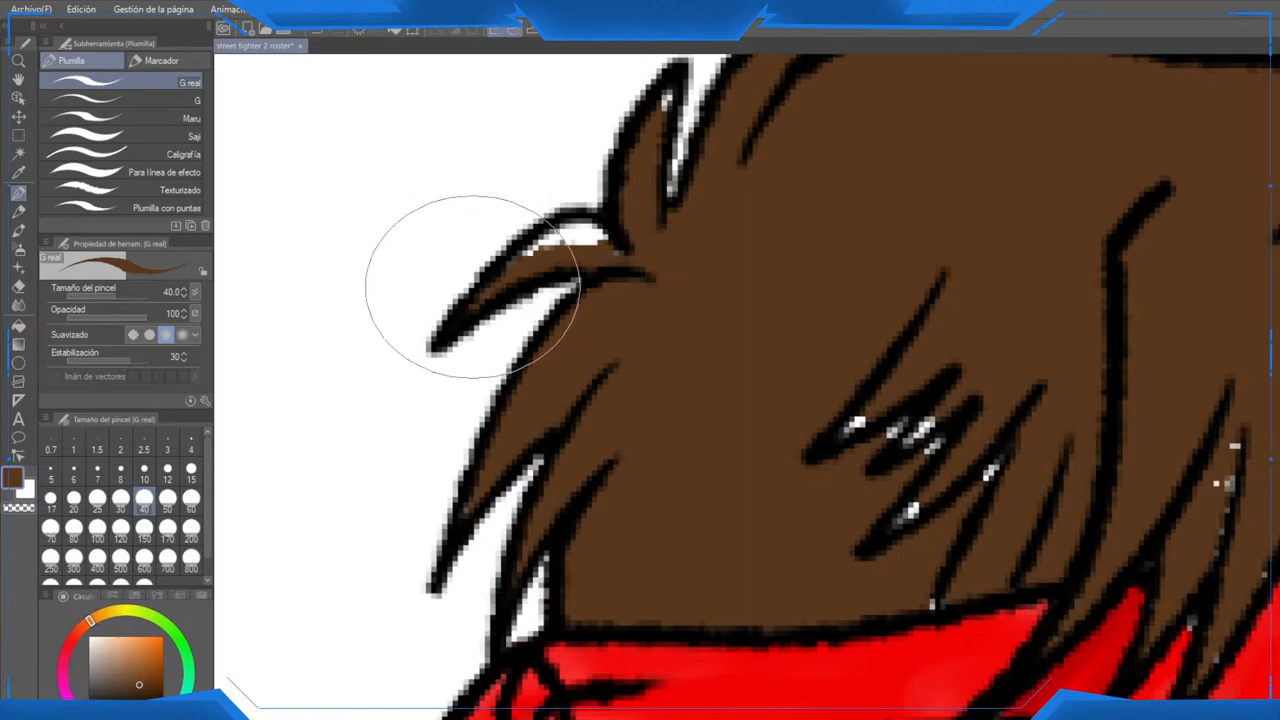 Archivo(F) Edición Gestión de la página Animació
Subherramienta [Plumilla]
street fighter 2 roster*
Plumilla Marcador
G real
G
Maru
Saji
Caligrafía
Para línea de efecto
Texturizado
Plumilla con puntas
Propiedad de herram. [G real]
G real
Tamaño del pincel 40.0
Opacidad 100
Suavizado
Estabilización 30
Imán de vectores
Tamaño del pincel [G real]
0.7 1 1.5 2 2.5 3 4
5 6 7 8 10 12 15
17 20 25 30 40 50 60
70 80 100 120 150 170 200
250 300 400 500 600 700 800
Círcul